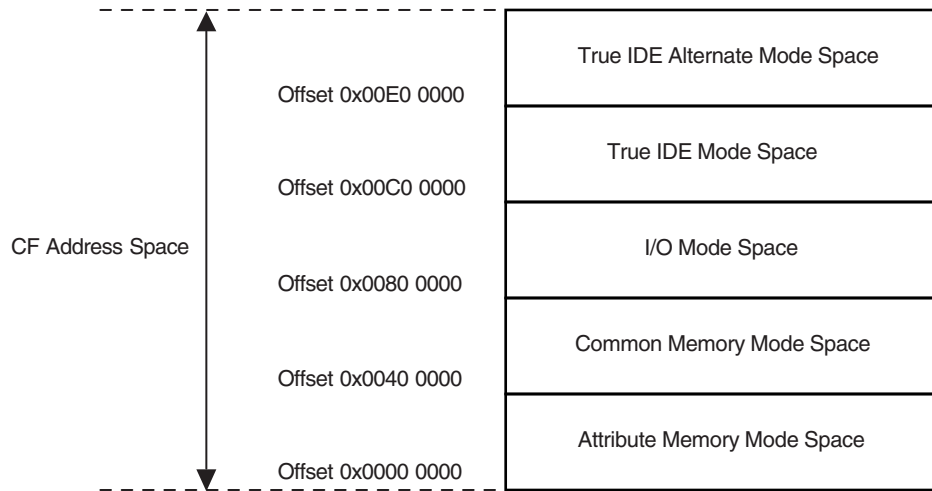 True IDE Alternate Mode Space
Offset 0x00E0 0000
True IDE Mode Space
Offset 0x00C0 0000
CF Address Space
I/O Mode Space
Offset 0x0080 0000
Common Memory Mode Space
Offset 0x0040 0000
Attribute Memory Mode Space
Offset 0x0000 0000